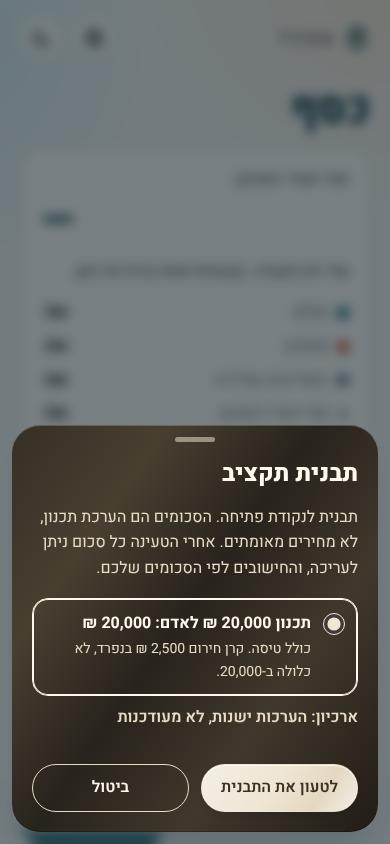 כסף
תבנית תקציב
תבנית לנקודת פתיחה. הסכומים הם הערכת תכנון,
לא מחירים מאומתים. אחרי הטעינה כל סכום ניתן
לעריכה, והחישובים לפי הסכומים שלכם.
תכנון 20,000 ₪ לאדם: 20,000 ₪
כולל טיסה. קרן חירום 2,500 ₪ בנפרד, לא
כלולה ב-20,000.
ארכיון: הערכות ישנות, לא מעודכנות
לטעון את התבנית
ביטול